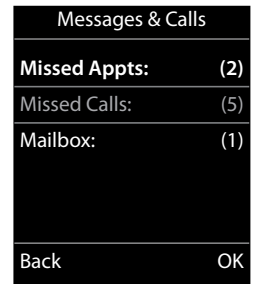 Messages & Calls
Missed Appts: (2)
Missed Calls: (5)
Mailbox: (1)
Back OK